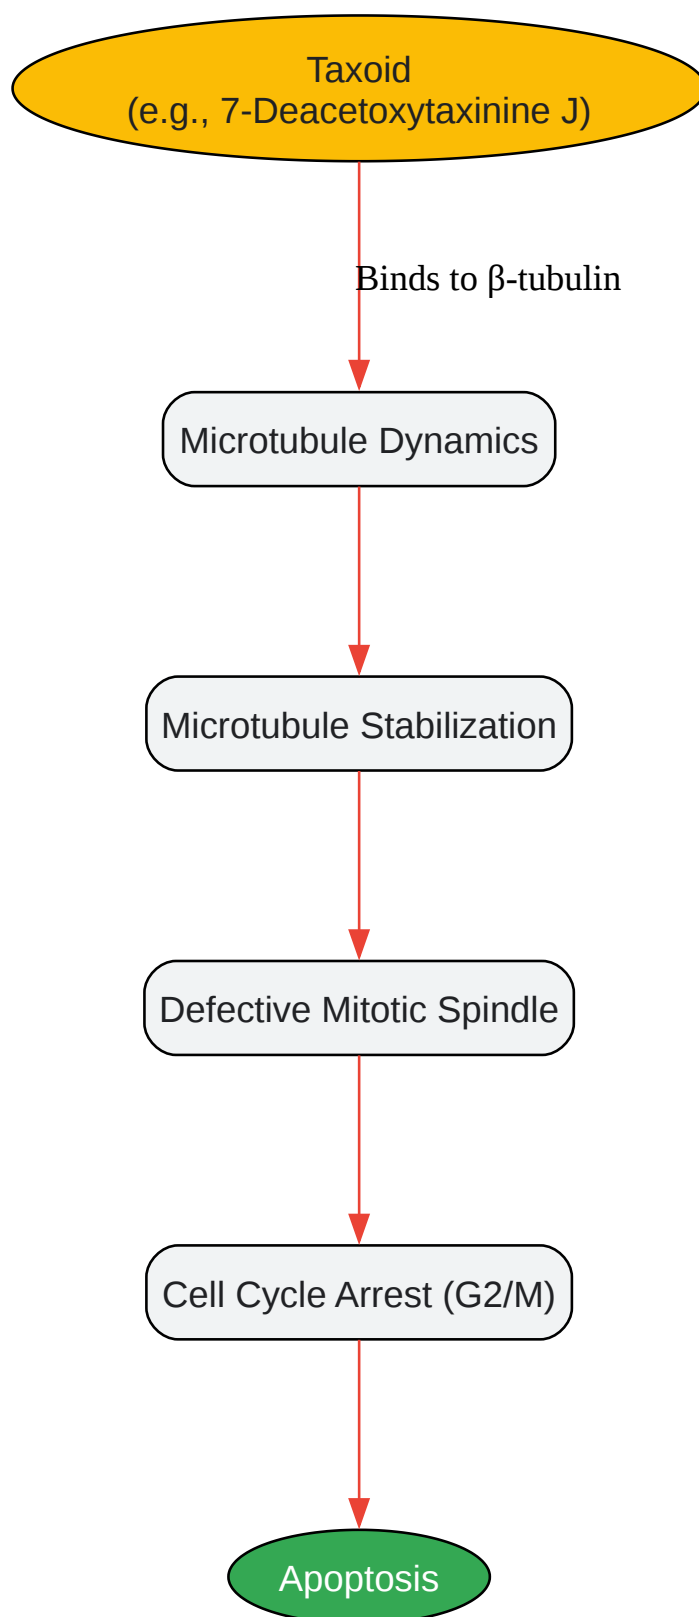 Taxoid
(e.g., 7-Deacetoxytaxinine J)
Binds to β-tubulin
Microtubule Dynamics
Microtubule Stabilization
Defective Mitotic Spindle
Cell Cycle Arrest (G2/M)
Apoptosis